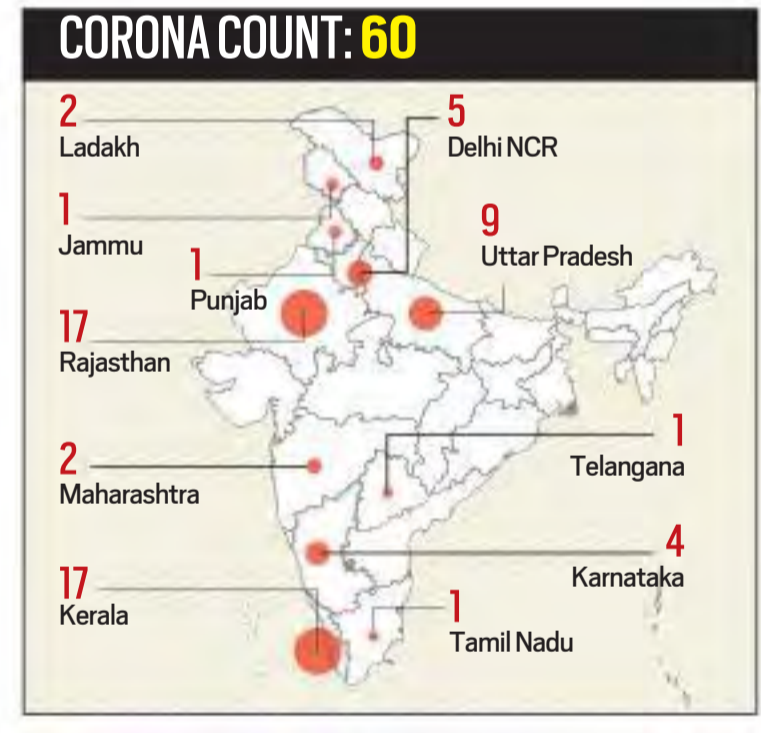 CORONA COUNT: 60
2
Ladakh
5
Delhi NCR
1
Jammu
9
Uttar Pradesh
1
Punjab
17
Rajasthan
1
Telangana
2
Maharashtra
4
Karnataka
17
Kerala
1
Tamil Nadu